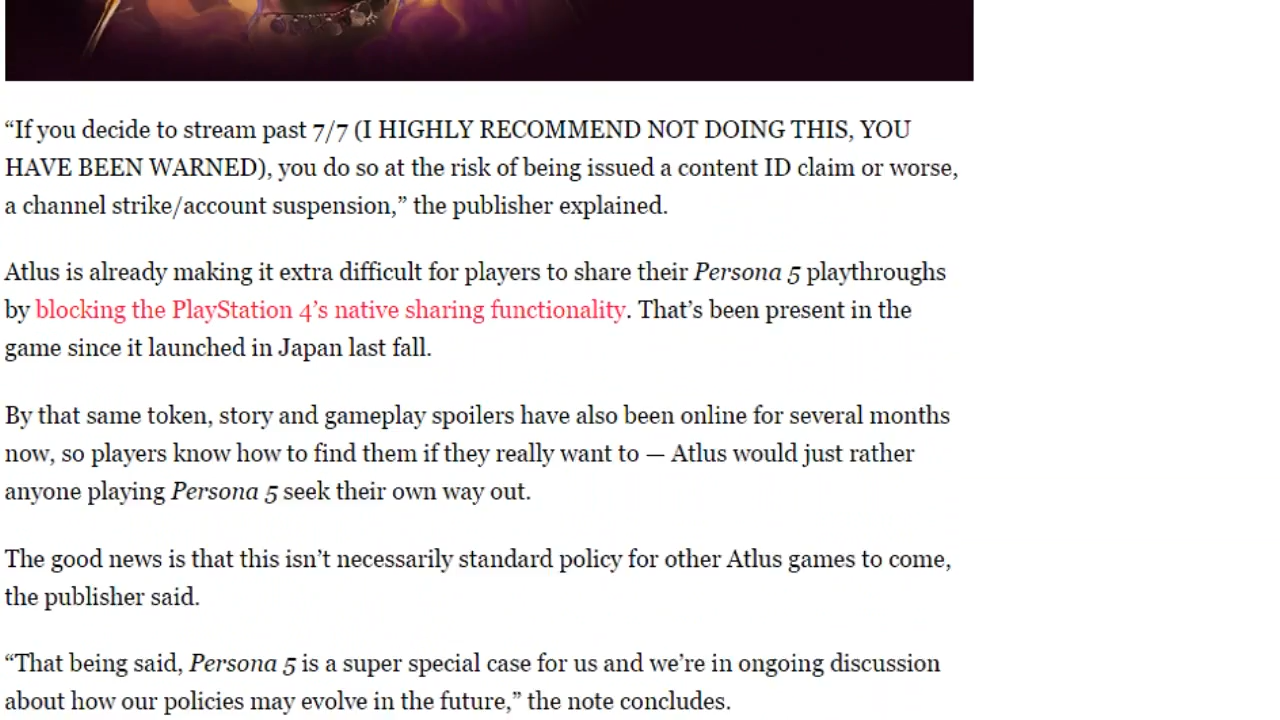 “If you decide to stream past 7/7 (I HIGHLY RECOMMEND NOT DOING THIS, YOU
HAVE BEEN WARNED), you do so at the risk of being issued a content ID claim or worse,
a channel strike/account suspension,” the publisher explained.
Atlus is already making it extra difficult for players to share their Persona 5 playthroughs
by blocking the PlayStation 4’s native sharing functionality. That’s been present in the
game since it launched in Japan last fall.
By that same token, story and gameplay spoilers have also been online for several months
now, so players know how to find them if they really want to — Atlus would just rather
anyone playing Persona 5 seek their own way out.
The good news is that this isn’t necessarily standard policy for other Atlus games to come,
the publisher said.
“That being said, Persona 5 is a super special case for us and we’re in ongoing discussion
about how our policies may evolve in the future,” the note concludes.